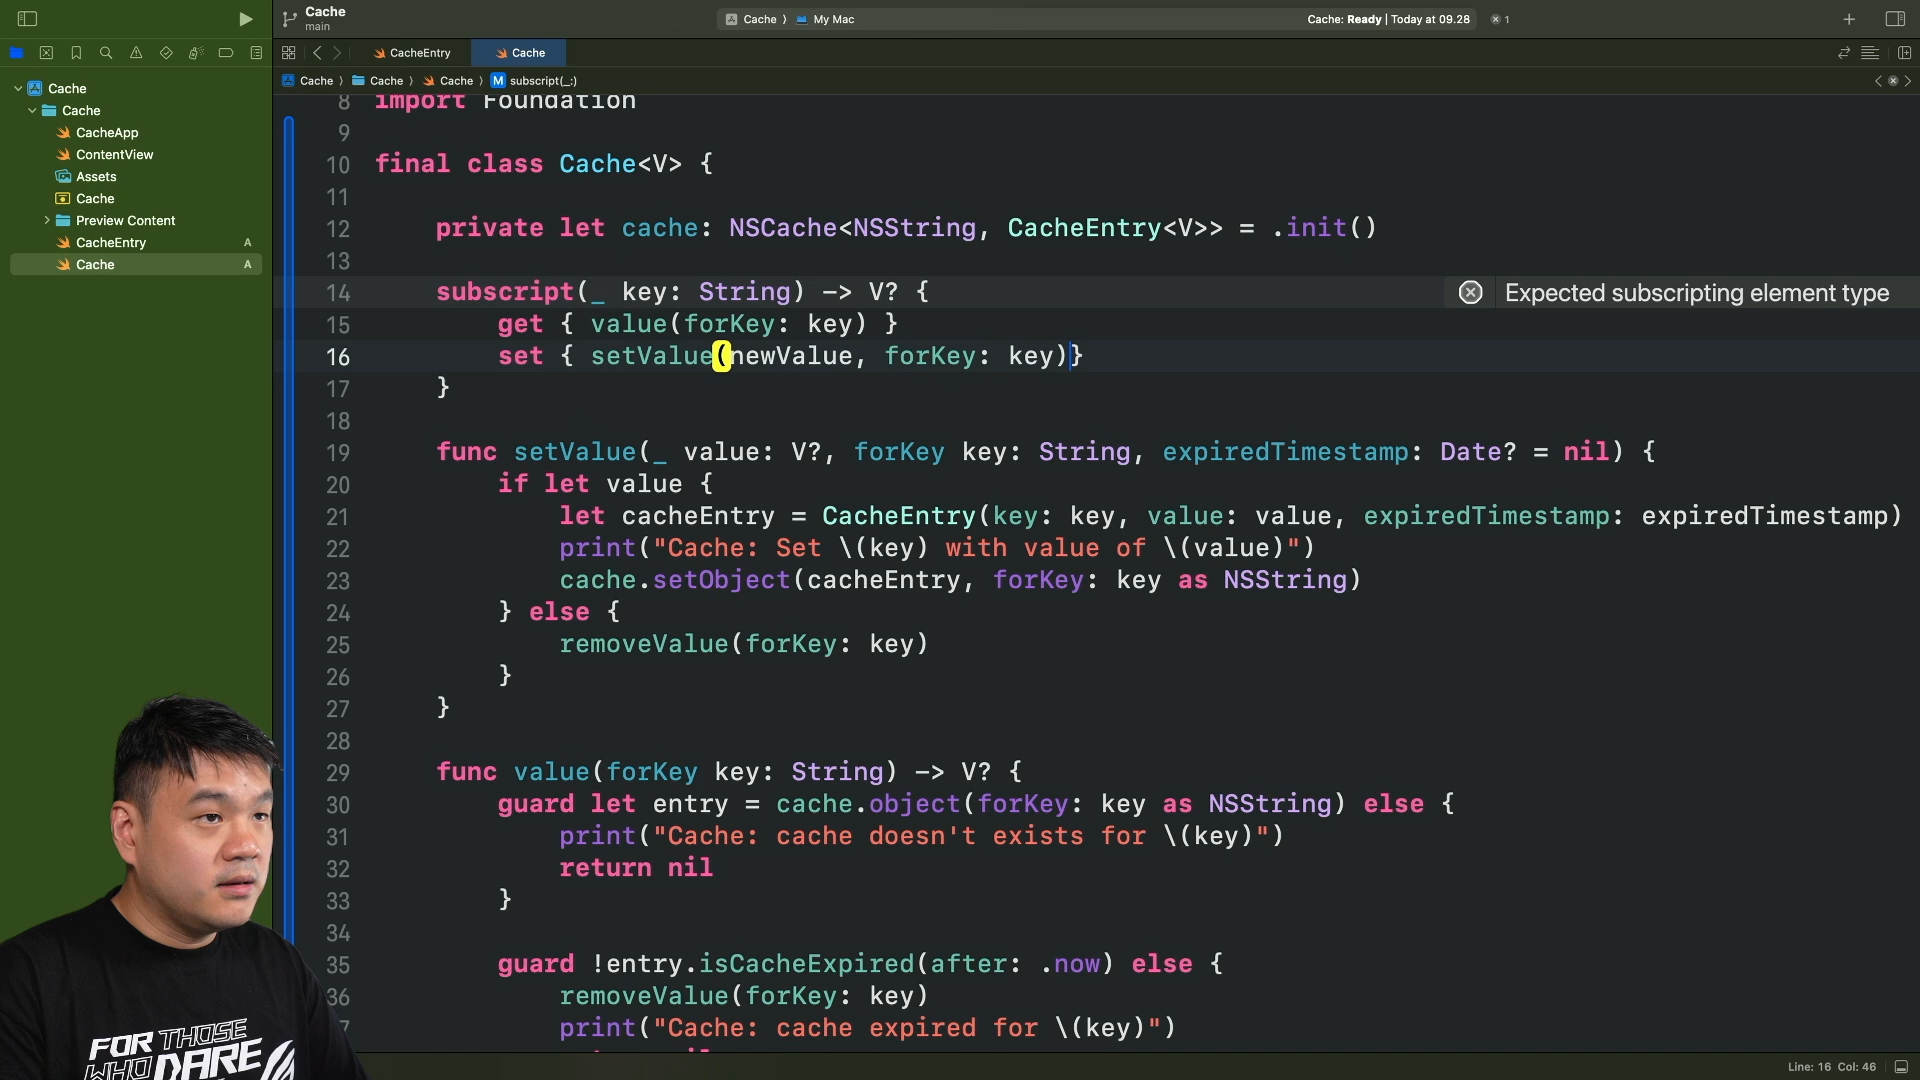 Cache
main
Cache 〉 My Mac
Cache: Ready | Today at 09.28
1
CacheEntry
Cache
Cache 〉 Cache 〉 Cache 〉 M subscript(_:)
Cache
Cache
CacheApp
ContentView
Assets
Cache
Preview Content
CacheEntry A
Cache A
8 import Foundation
9
10 final class Cache<V> {
11
12 private let cache: NSCache<NSString, CacheEntry<V>> = .init()
13
14 subscript(_ key: String) -> V? {
Expected subscripting element type
15 get { value(forKey: key) }
16 set { setValue(newValue, forKey: key)}
17 }
18
19 func setValue(_ value: V?, forKey key: String, expiredTimestamp: Date? = nil) {
20 if let value {
21 let cacheEntry = CacheEntry(key: key, value: value, expiredTimestamp: expiredTimestamp)
22 print("Cache: Set \(key) with value of \(value)")
23 cache.setObject(cacheEntry, forKey: key as NSString)
24 } else {
25 removeValue(forKey: key)
26 }
27 }
28
29 func value(forKey key: String) -> V? {
30 guard let entry = cache.object(forKey: key as NSString) else {
31 print("Cache: cache doesn't exists for \(key)")
32 return nil
33 }
34
35 guard !entry.isCacheExpired(after: .now) else {
36 removeValue(forKey: key)
7 print("Cache: cache expired for \(key)")
FOR THOSE
WHO DARE
Line: 16 Col: 46